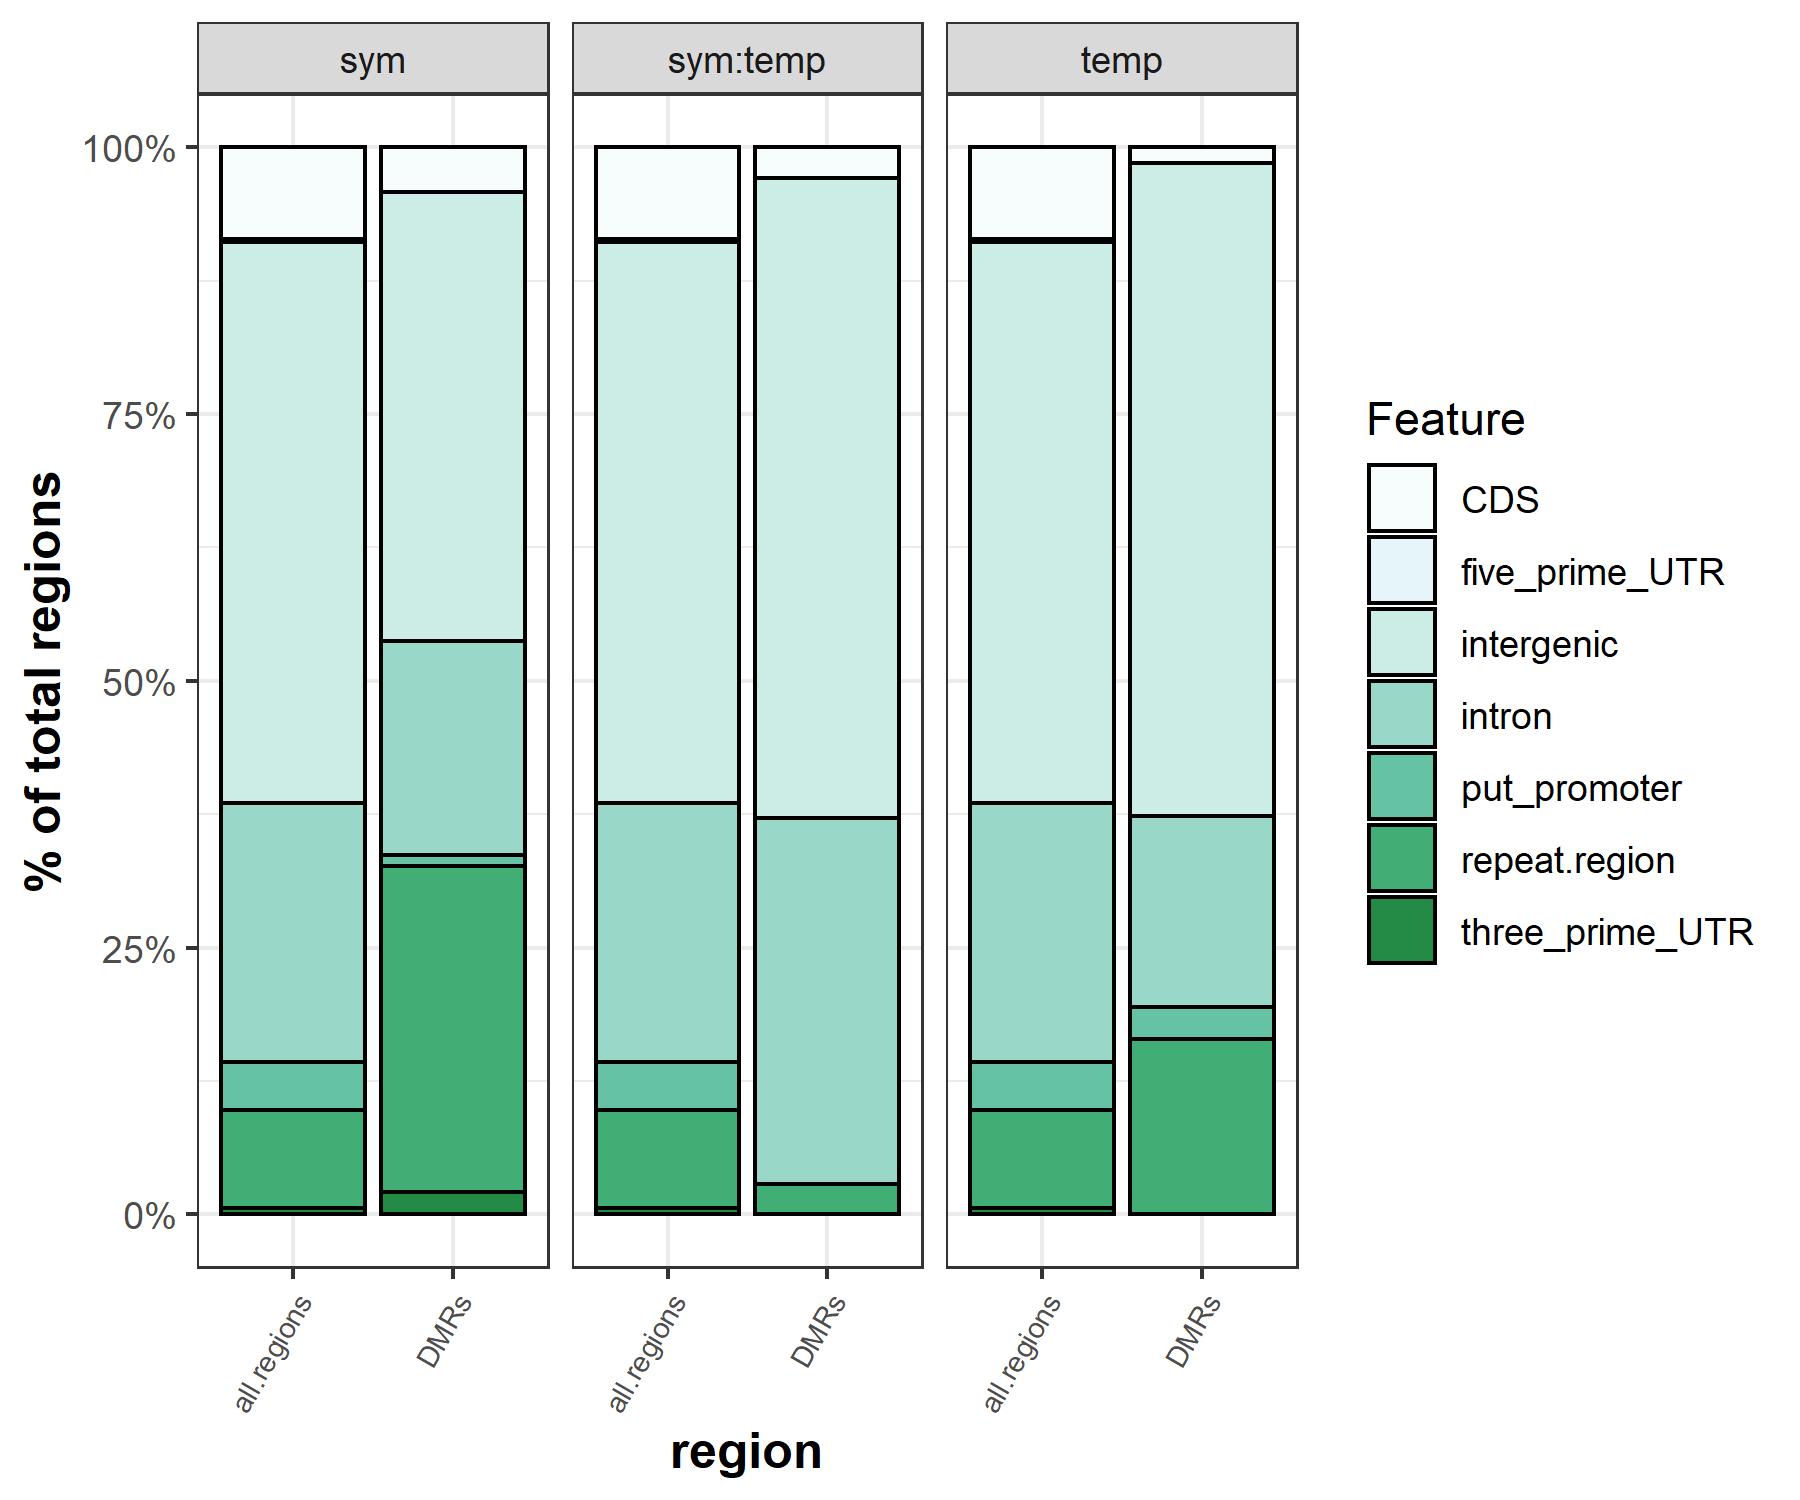 sym
sym:temp
temp
% of total regions
100%
75%
50%
25%
0%
all.regions
DMRs
all.regions
DMRs
all.regions
DMRs
region
Feature
CDS
five_prime_UTR
intergenic
intron
put_promoter
repeat.region
three_prime_UTR